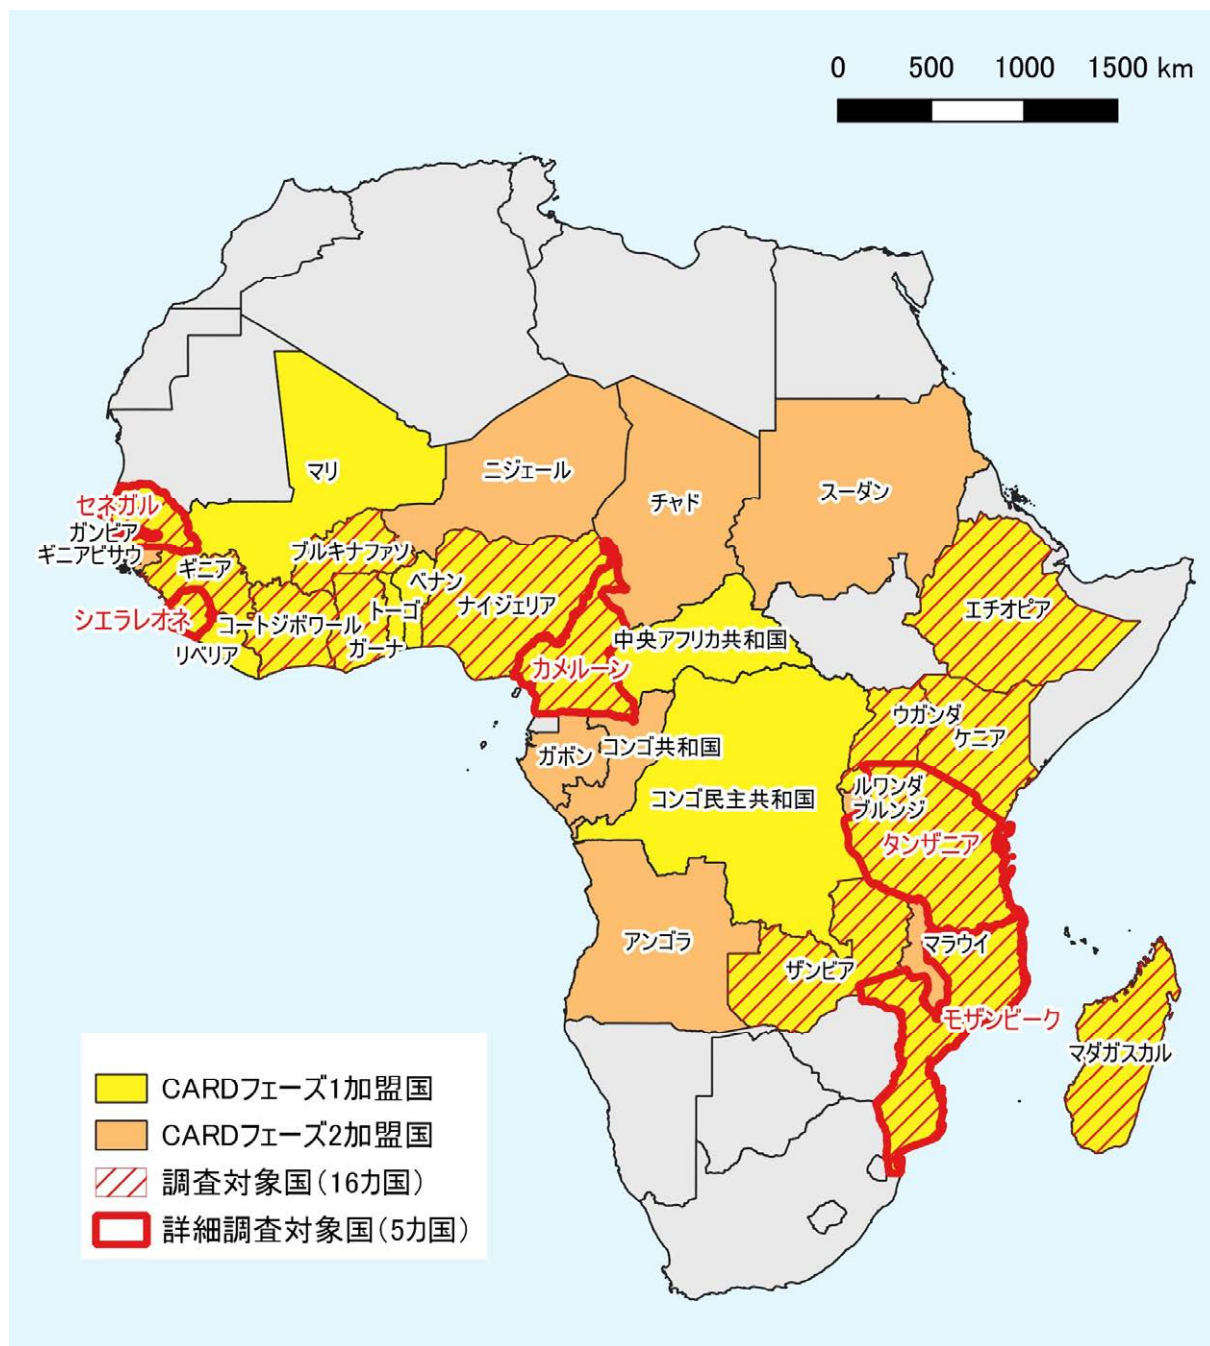 0 500 1000 1500 km
マリ
ニジェール
チャド
スーダン
セネガル
ガンビア
ギニアビサウ
ギニア
ブルキナファソ
ベナン
ナイジェリア
トーゴ
シエラレオネ
コートジボワール
ガーナ
リベリア
エチオピア
中央アフリカ共和国
カメルーン
ウガンダ
ケニア
ガボン
コンゴ共和国
コンゴ民主共和国
ルワンダ
ブルンジ
タンザニア
アンゴラ
マラウイ
ザンビア
モザンビーク
マダガスカル
CARDフェーズ1加盟国
CARDフェーズ2加盟国
調査対象国(16カ国)
詳細調査対象国(5カ国)